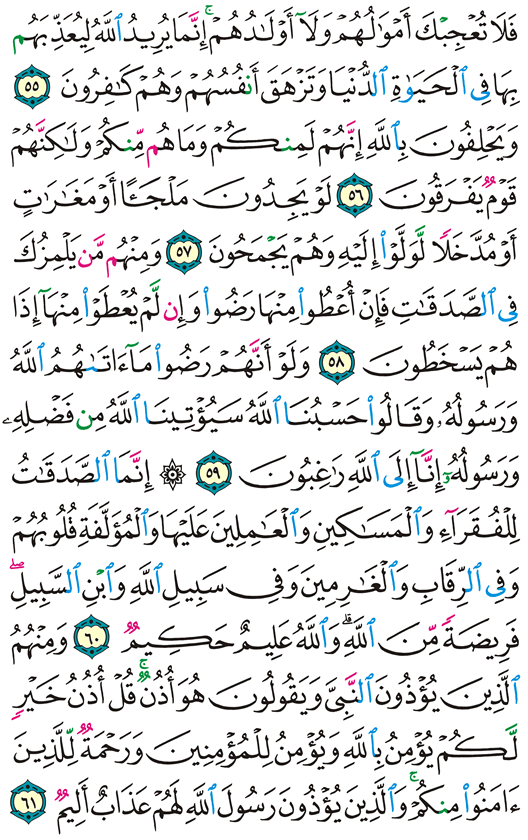 فَلَا تُعۡجِبۡكَ أَمۡوَٰلُهُمۡ وَلَآ أَوۡلَٰدُهُمۡۚ إِنَّمَا يُرِيدُ ٱللَّهُ لِيُعَذِّبَهُم
بِهَا فِي ٱلۡحَيَوٰةِ ٱلدُّنۡيَا وَتَزۡهَقَ أَنفُسُهُمۡ وَهُمۡ كَٰفِرُونَ ٥٥
وَيَحۡلِفُونَ بِٱللَّهِ إِنَّهُمۡ لَمِنكُمۡ وَمَا هُم مِّنكُمۡ وَلَٰكِنَّهُمۡ
قَوۡمٞ يَفۡرَقُونَ ٥٦ لَوۡ يَجِدُونَ مَلۡجَـًٔا أَوۡ مَغَٰرَٰتٍ
أَوۡ مُدَّخَلٗا لَّوَلَّوۡاْ إِلَيۡهِ وَهُمۡ يَجۡمَحُونَ ٥٧ وَمِنۡهُم مَّن يَلۡمِزُكَ
فِي ٱلصَّدَقَٰتِ فَإِنۡ أُعۡطُواْ مِنۡهَا رَضُواْ وَإِن لَّمۡ يُعۡطَوۡاْ مِنۡهَآ إِذَا
هُمۡ يَسۡخَطُونَ ٥٨ وَلَوۡ أَنَّهُمۡ رَضُواْ مَآ ءَاتَىٰهُمُ ٱللَّهُ
وَرَسُولُهُۥ وَقَالُواْ حَسۡبُنَا ٱللَّهُ سَيُؤۡتِينَا ٱللَّهُ مِن فَضۡلِهِۦ
وَرَسُولُهُۥٓ إِنَّآ إِلَى ٱللَّهِ رَٰغِبُونَ ٥٩ ۞ إِنَّمَا ٱلصَّدَقَٰتُ
لِلۡفُقَرَآءِ وَٱلۡمَسَٰكِينِ وَٱلۡعَٰمِلِينَ عَلَيۡهَا وَٱلۡمُؤَلَّفَةِ قُلُوبُهُمۡ
وَفِي ٱلرِّقَابِ وَٱلۡغَٰرِمِينَ وَفِي سَبِيلِ ٱللَّهِ وَٱبۡنِ ٱلسَّبِيلِۖ
فَرِيضَةٗ مِّنَ ٱللَّهِۗ وَٱللَّهُ عَلِيمٌ حَكِيمٞ ٦٠ وَمِنۡهُمُ
ٱلَّذِينَ يُؤۡذُونَ ٱلنَّبِيَّ وَيَقُولُونَ هُوَ أُذُنٞۚ قُلۡ أُذُنُ خَيۡرٖ
لَّكُمۡ يُؤۡمِنُ بِٱللَّهِ وَيُؤۡمِنُ لِلۡمُؤۡمِنِينَ وَرَحۡمَةٞ لِّلَّذِينَ
ءَامَنُواْ مِنكُمۡۚ وَٱلَّذِينَ يُؤۡذُونَ رَسُولَ ٱللَّهِ لَهُمۡ عَذَابٌ أَلِيمٞ ٦١